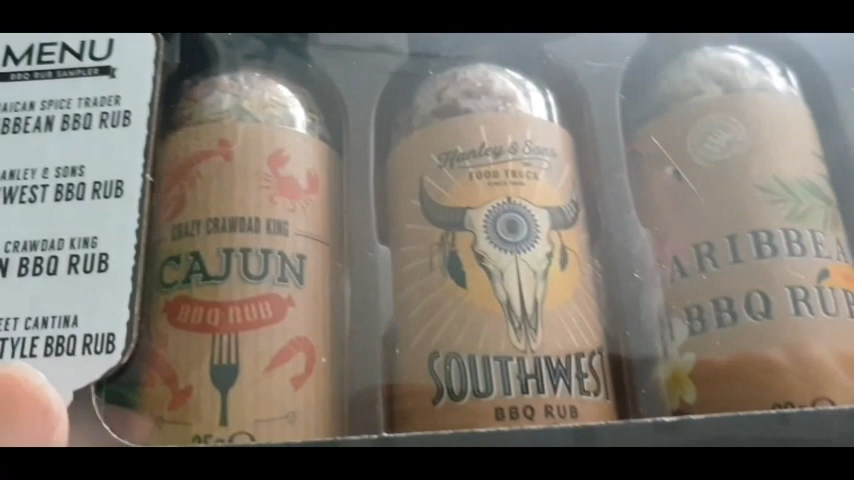 MENU
BBQ RUB SAMPLER
AICAN SPICE TRADER
BBEAN BBQ RUB
ANLEY & SONS
WEST BBQ RUB
CRAWDAD KING
N BBQ RUB
EET CANTINA
TYLE BBQ RUB
CRAZY CRAWDAD KING
CAJUN
BBQ RUB
Hanley & Sons
FOOD TRUCK
SOUTHWEST
BBQ RUB
ARIBBEA
BBQ RUB